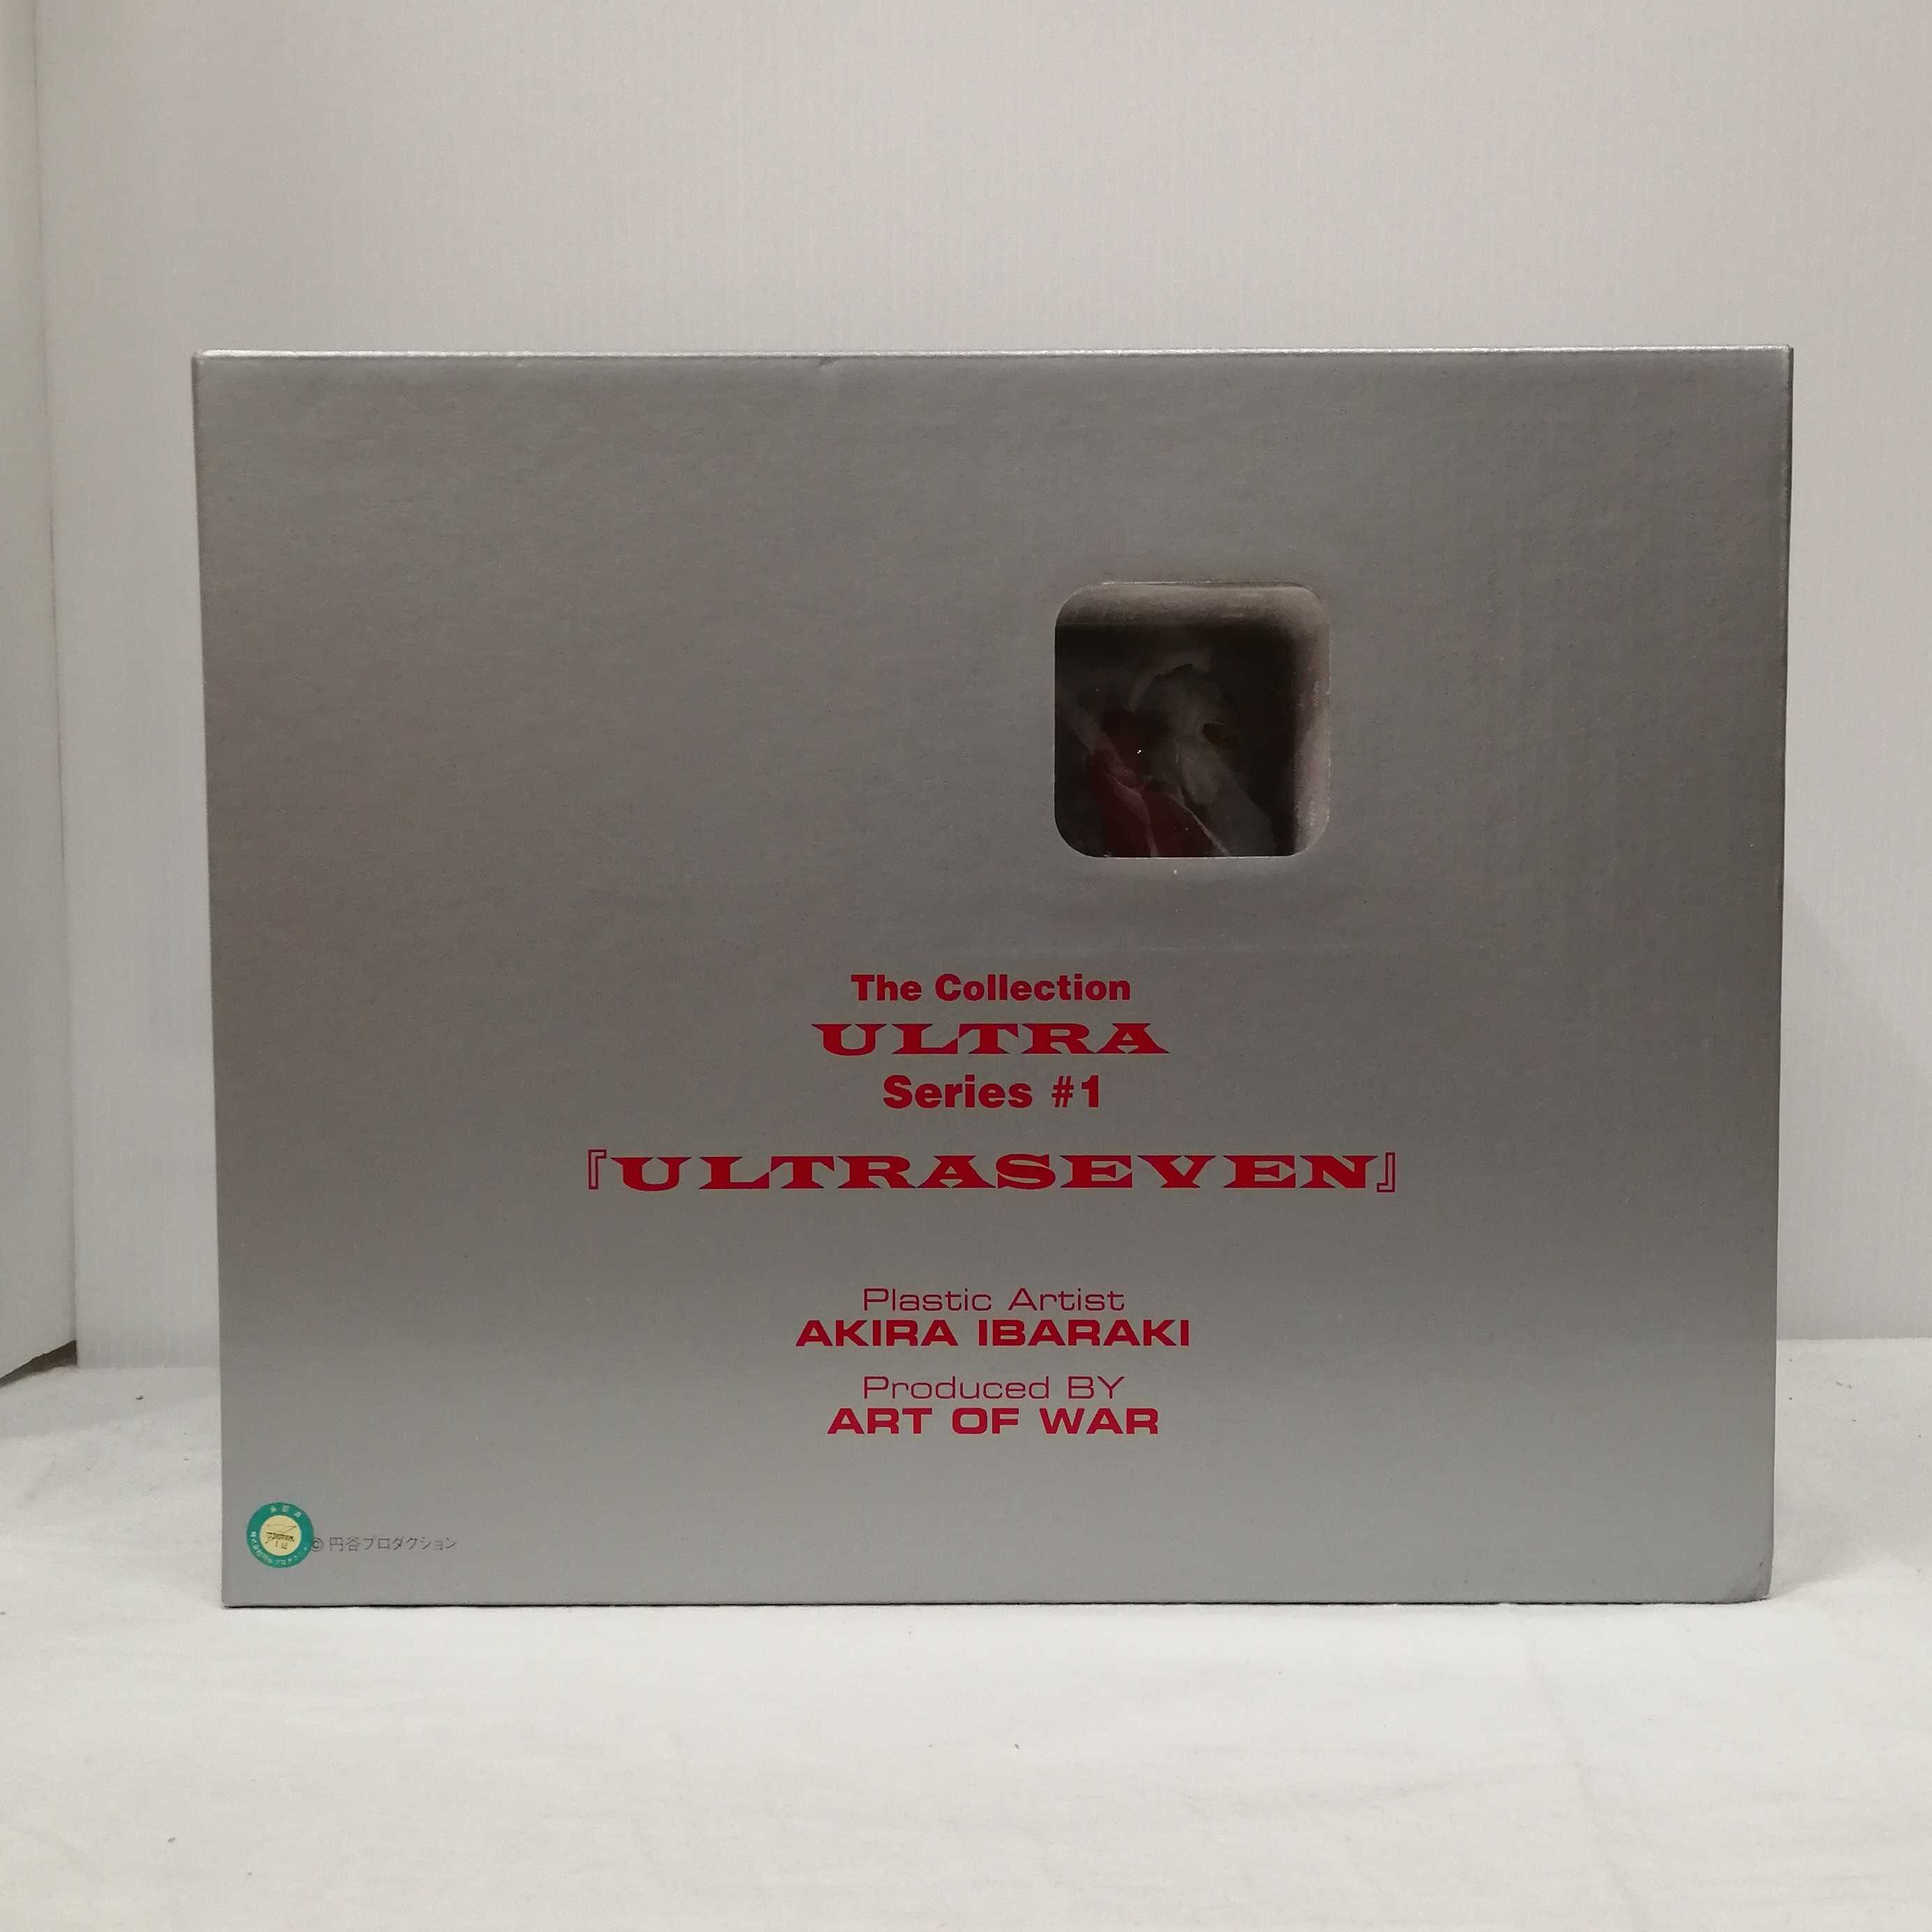 The Collection
ULTRA
Series #1
『ULTRASEVEN』
Plastic Artist
AKIRA IBARAKI
Produced BY
ART OF WAR
© 円谷プロダクション